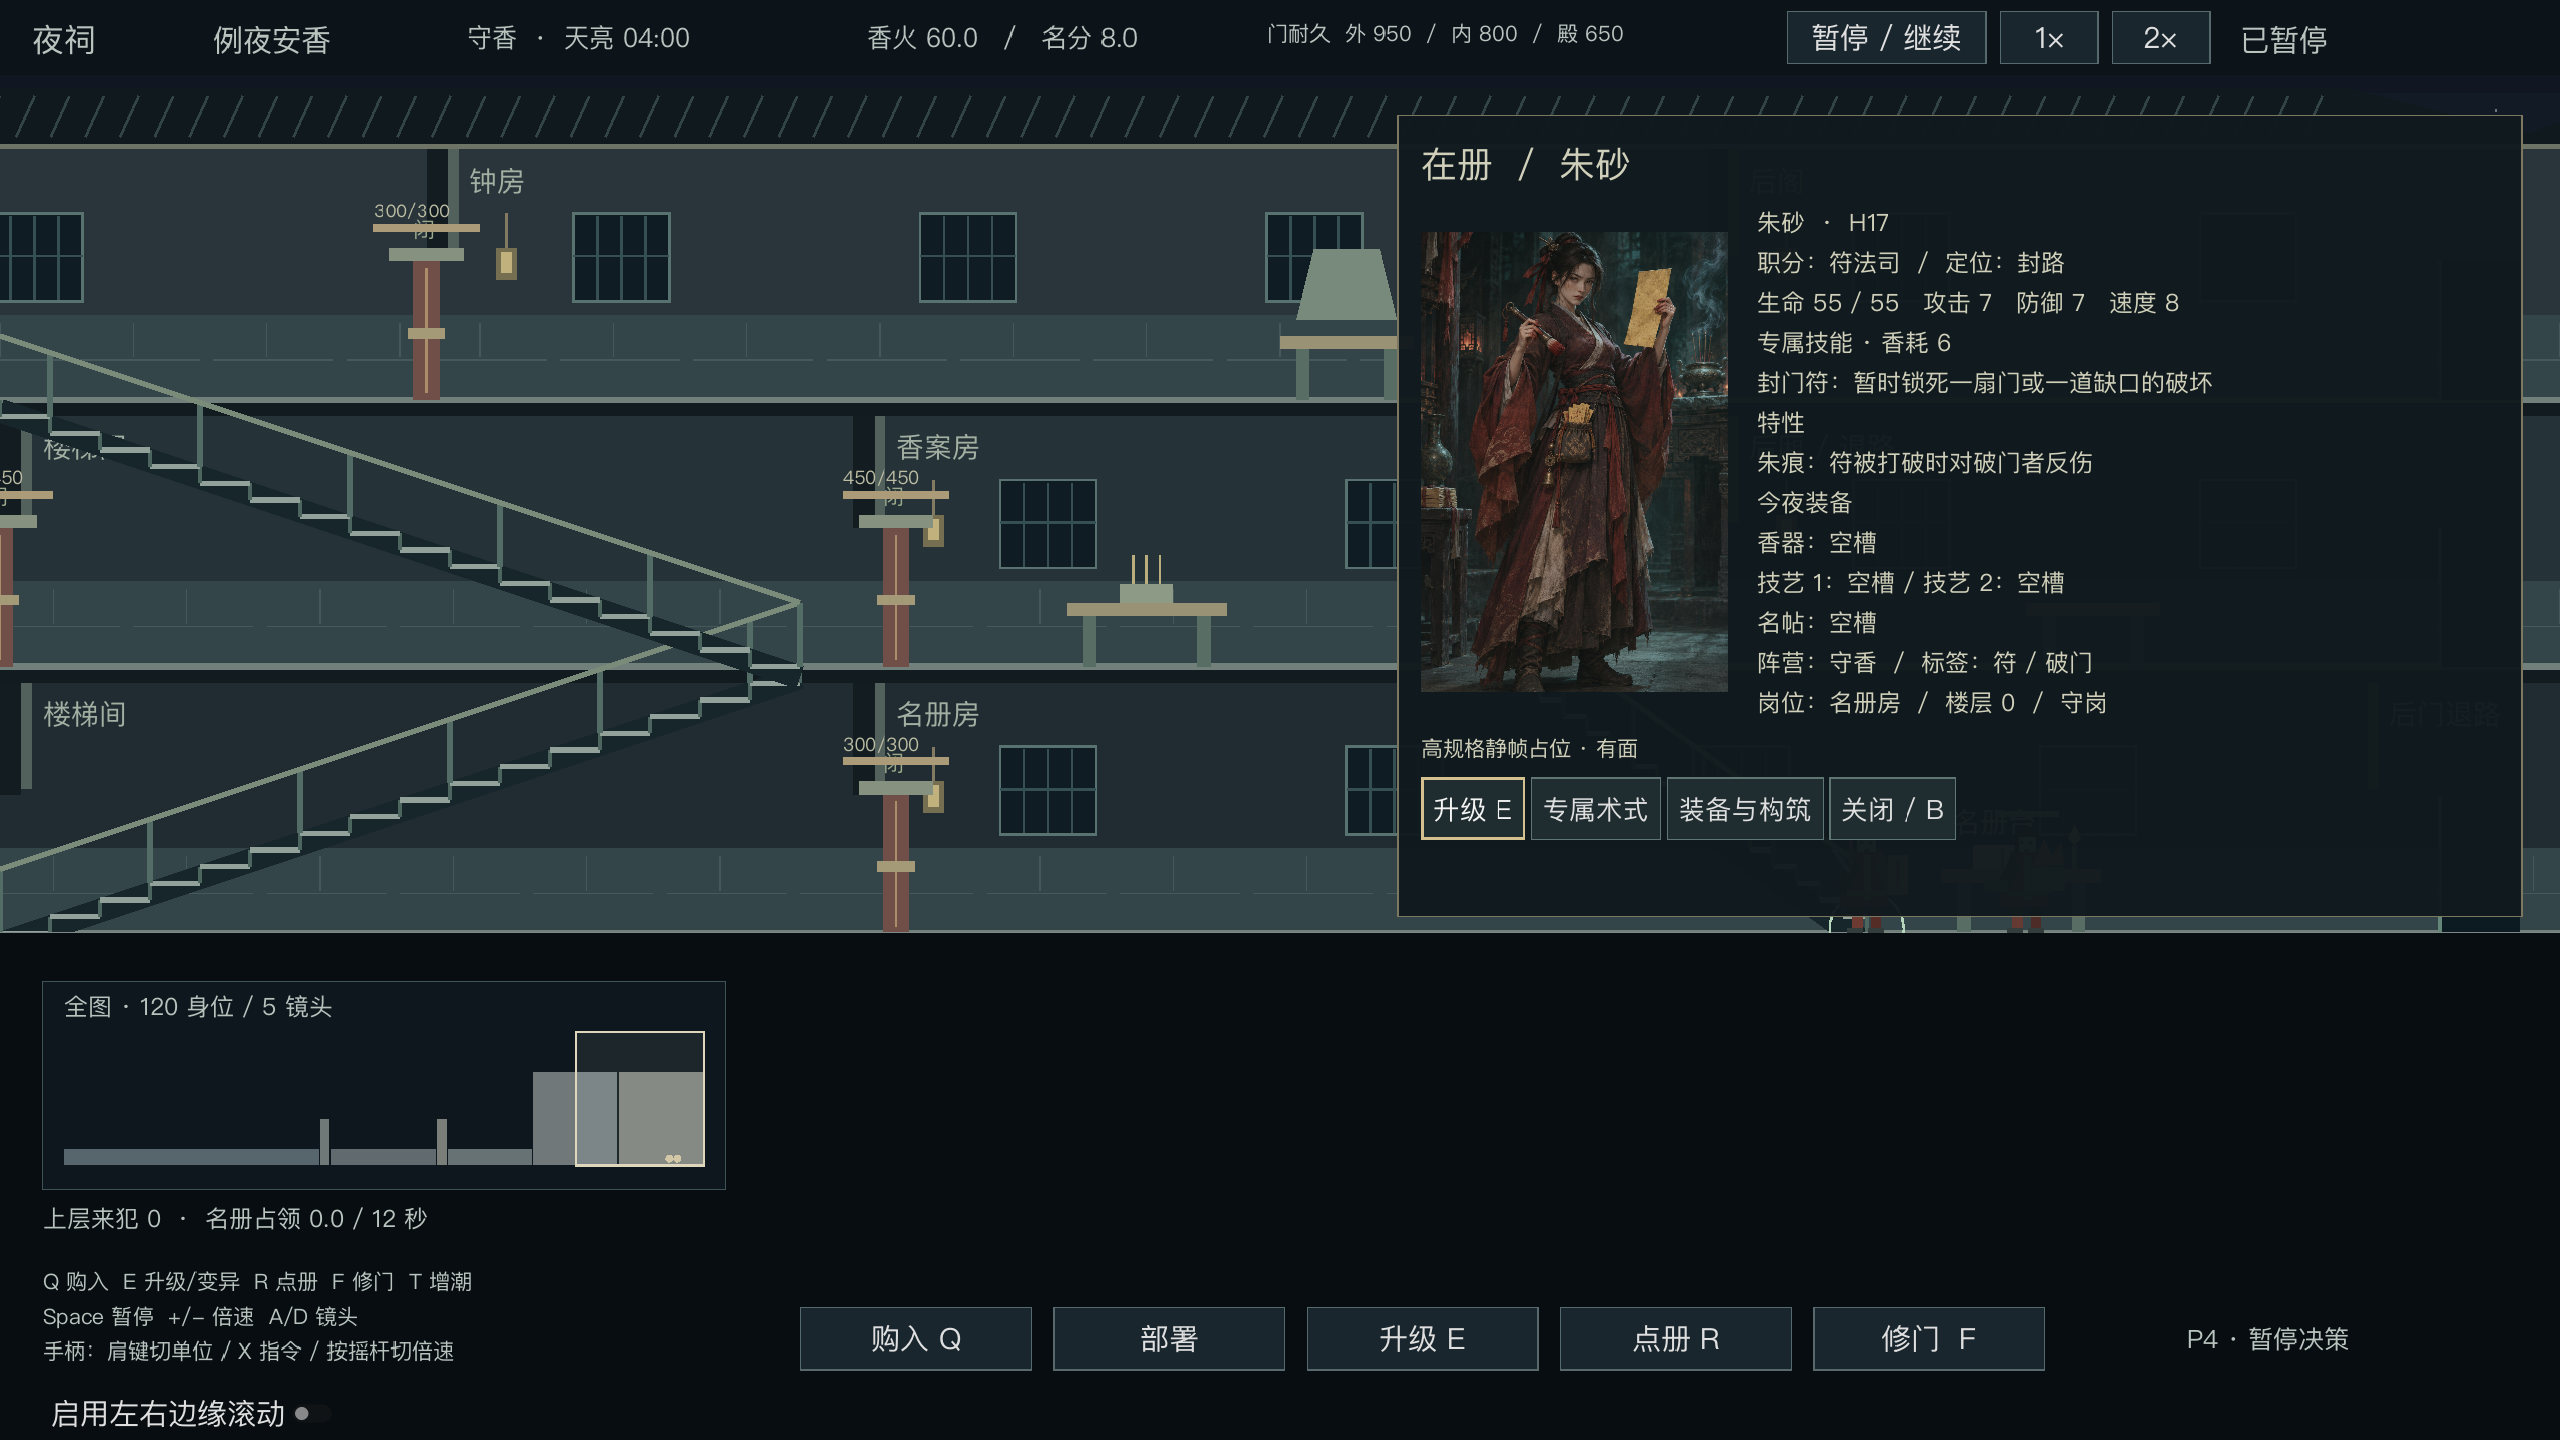 夜祠
例夜安香
守香 · 天亮 04:00
香火 60.0 / 名分 8.0
门耐久 外 950 / 内 800 / 殿 650
暂停 / 继续
1×
2×
已暂停
钟房
300/300
闭
楼梯间
香案房
450/450
闭
50
楼梯间
名册房
300/300
闭
在册 / 朱砂
朱砂 · H17
职分：符法司 / 定位：封路
生命 55 / 55 攻击 7 防御 7 速度 8
专属技能 · 香耗 6
封门符：暂时锁死一扇门或一道缺口的破坏
特性
朱痕：符被打破时对破门者反伤
今夜装备
香器：空槽
技艺 1：空槽 / 技艺 2：空槽
名帖：空槽
阵营：守香 / 标签：符 / 破门
岗位：名册房 / 楼层 0 / 守岗
高规格静帧占位 · 有面
升级 E
专属术式
装备与构筑
关闭 / B
后门退路
全图 · 120 身位 / 5 镜头
上层来犯 0 · 名册占领 0.0 / 12 秒
Q 购入 E 升级/变异 R 点册 F 修门 T 增潮
Space 暂停 +/− 倍速 A/D 镜头
手柄：肩键切单位 / X 指令 / 按摇杆切倍速
启用左右边缘滚动
购入 Q
部署
升级 E
点册 R
修门 F
P4 · 暂停决策